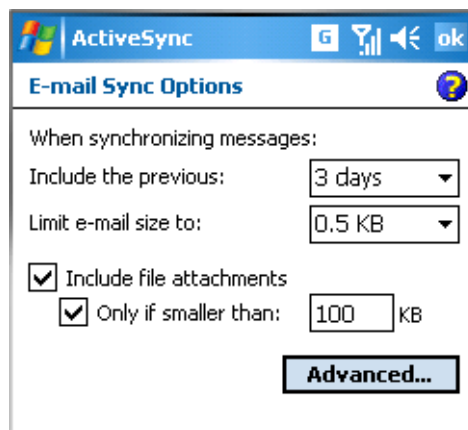 ActiveSync G ok
E-mail Sync Options ?
When synchronizing messages:
Include the previous: 3 days
Limit e-mail size to: 0.5 KB
Include file attachments
Only if smaller than: 100 KB
Advanced...